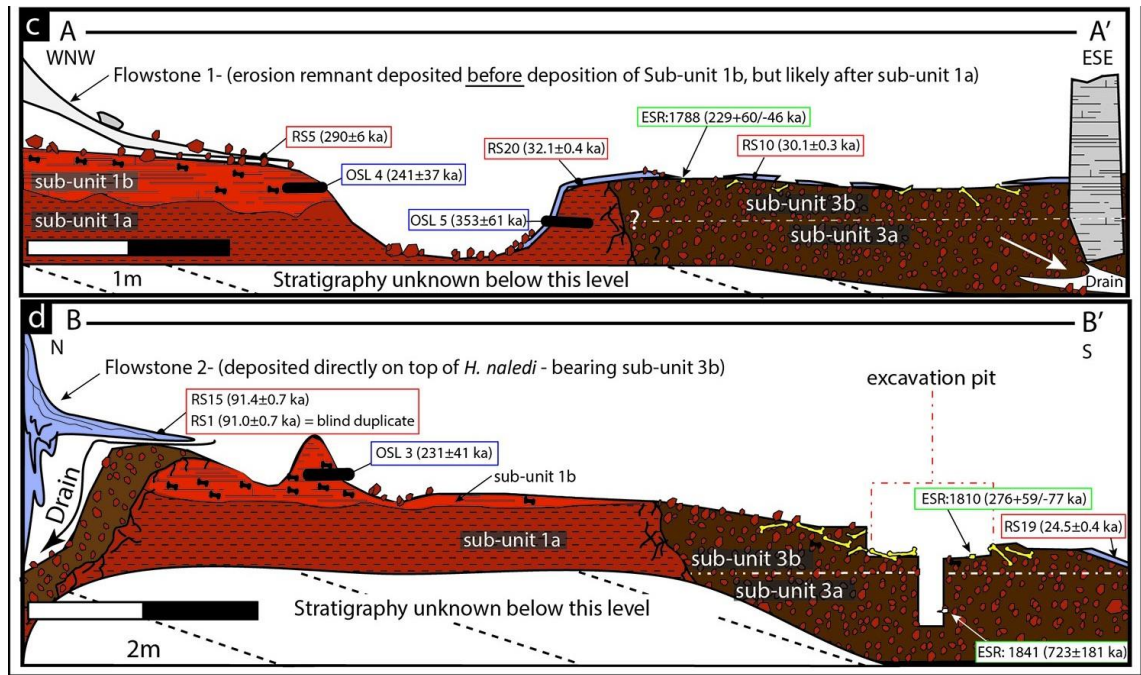 c
A
A’
WNW
ESE
Flowstone 1- (erosion remnant deposited before deposition of Sub-unit 1b, but likely after sub-unit 1a)
ESR:1788 (229+60/-46 ka)
RS5 (290±6 ka)
RS20 (32.1±0.4 ka)
RS10 (30.1±0.3 ka)
OSL 4 (241±37 ka)
sub-unit 1b
sub-unit 1a
OSL 5 (353±61 ka)
?
sub-unit 3b
sub-unit 3a
?
1m
Stratigraphy unknown below this level
Drain
d
B
B’
N
S
Flowstone 2- (deposited directly on top of H. naledi - bearing sub-unit 3b)
excavation pit
RS15 (91.4±0.7 ka)
RS1 (91.0±0.7 ka) = blind duplicate
OSL 3 (231±41 ka)
sub-unit 1b
Drain
ESR:1810 (276+59/-77 ka)
RS19 (24.5±0.4 ka)
sub-unit 1a
sub-unit 3b
sub-unit 3a
Stratigraphy unknown below this level
2m
ESR: 1841 (723±181 ka)